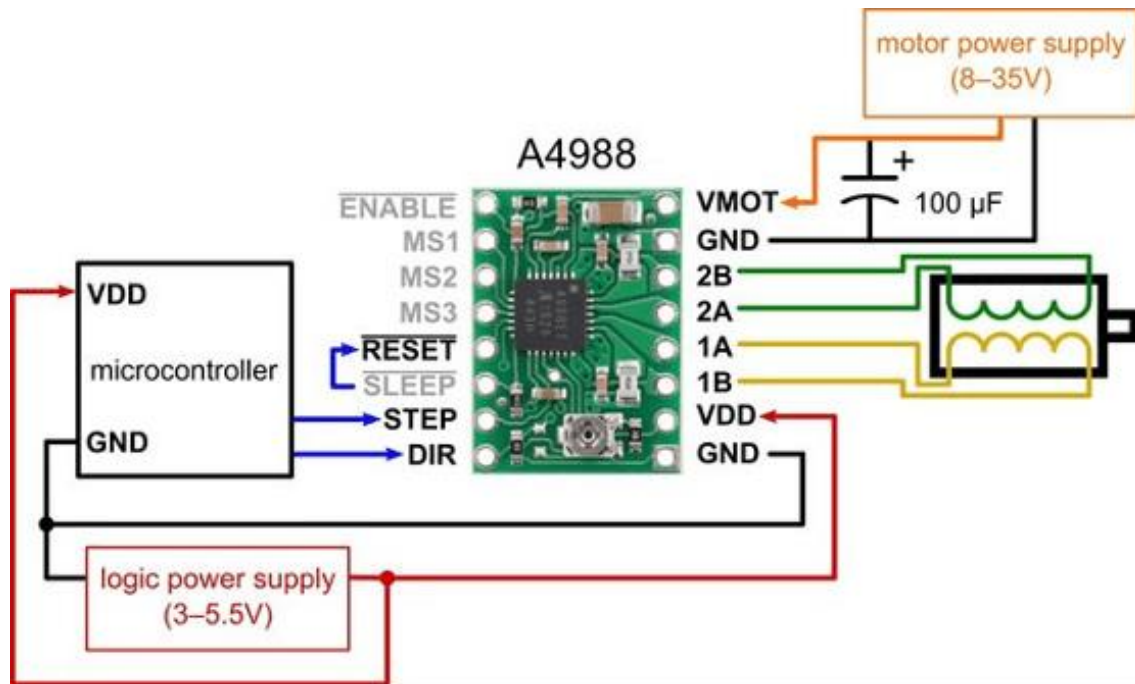 motor power supply
(8–35V)
A4988
ENABLE
MS1
MS2
MS3
RESET
SLEEP
STEP
DIR
VMOT
GND
2B
2A
1A
1B
VDD
GND
+
100 µF
VDD
microcontroller
GND
logic power supply
(3–5.5V)